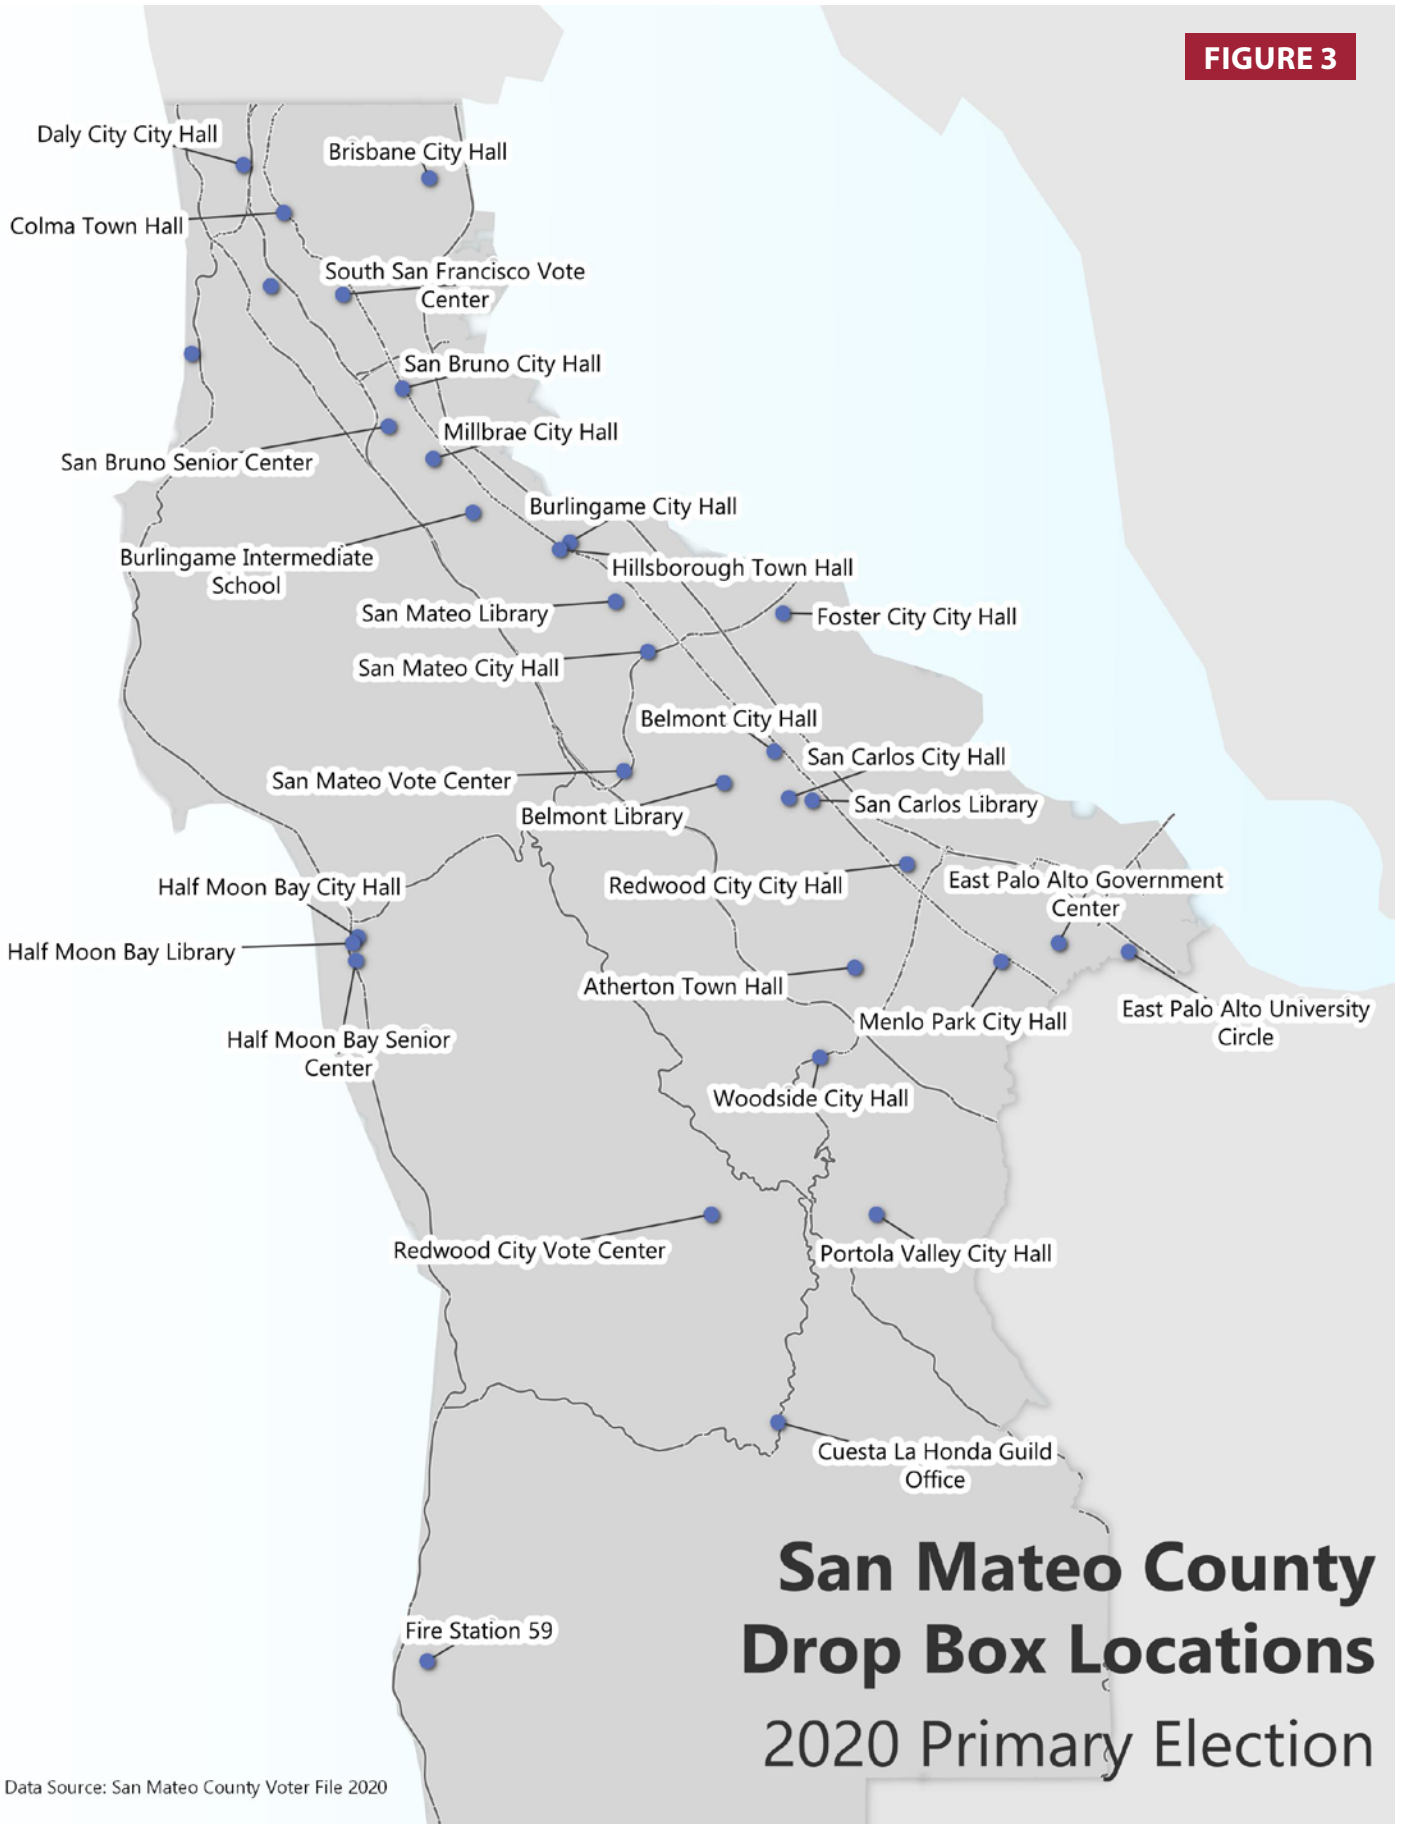 FIGURE 3
Daly City City Hall
Brisbane City Hall
Colma Town Hall
South San Francisco Vote
Center
San Bruno City Hall
Millbrae City Hall
San Bruno Senior Center
Burlingame City Hall
Burlingame Intermediate
School
Hillsborough Town Hall
San Mateo Library
Foster City City Hall
San Mateo City Hall
Belmont City Hall
San Carlos City Hall
San Mateo Vote Center
San Carlos Library
Belmont Library
Redwood City City Hall
East Palo Alto Government
Center
Half Moon Bay City Hall
Half Moon Bay Library
Atherton Town Hall
Menlo Park City Hall
East Palo Alto University
Circle
Half Moon Bay Senior
Center
Woodside City Hall
Redwood City Vote Center
Portola Valley City Hall
Cuesta La Honda Guild
Office
San Mateo County
Drop Box Locations
2020 Primary Election
Fire Station 59
Data Source: San Mateo County Voter File 2020